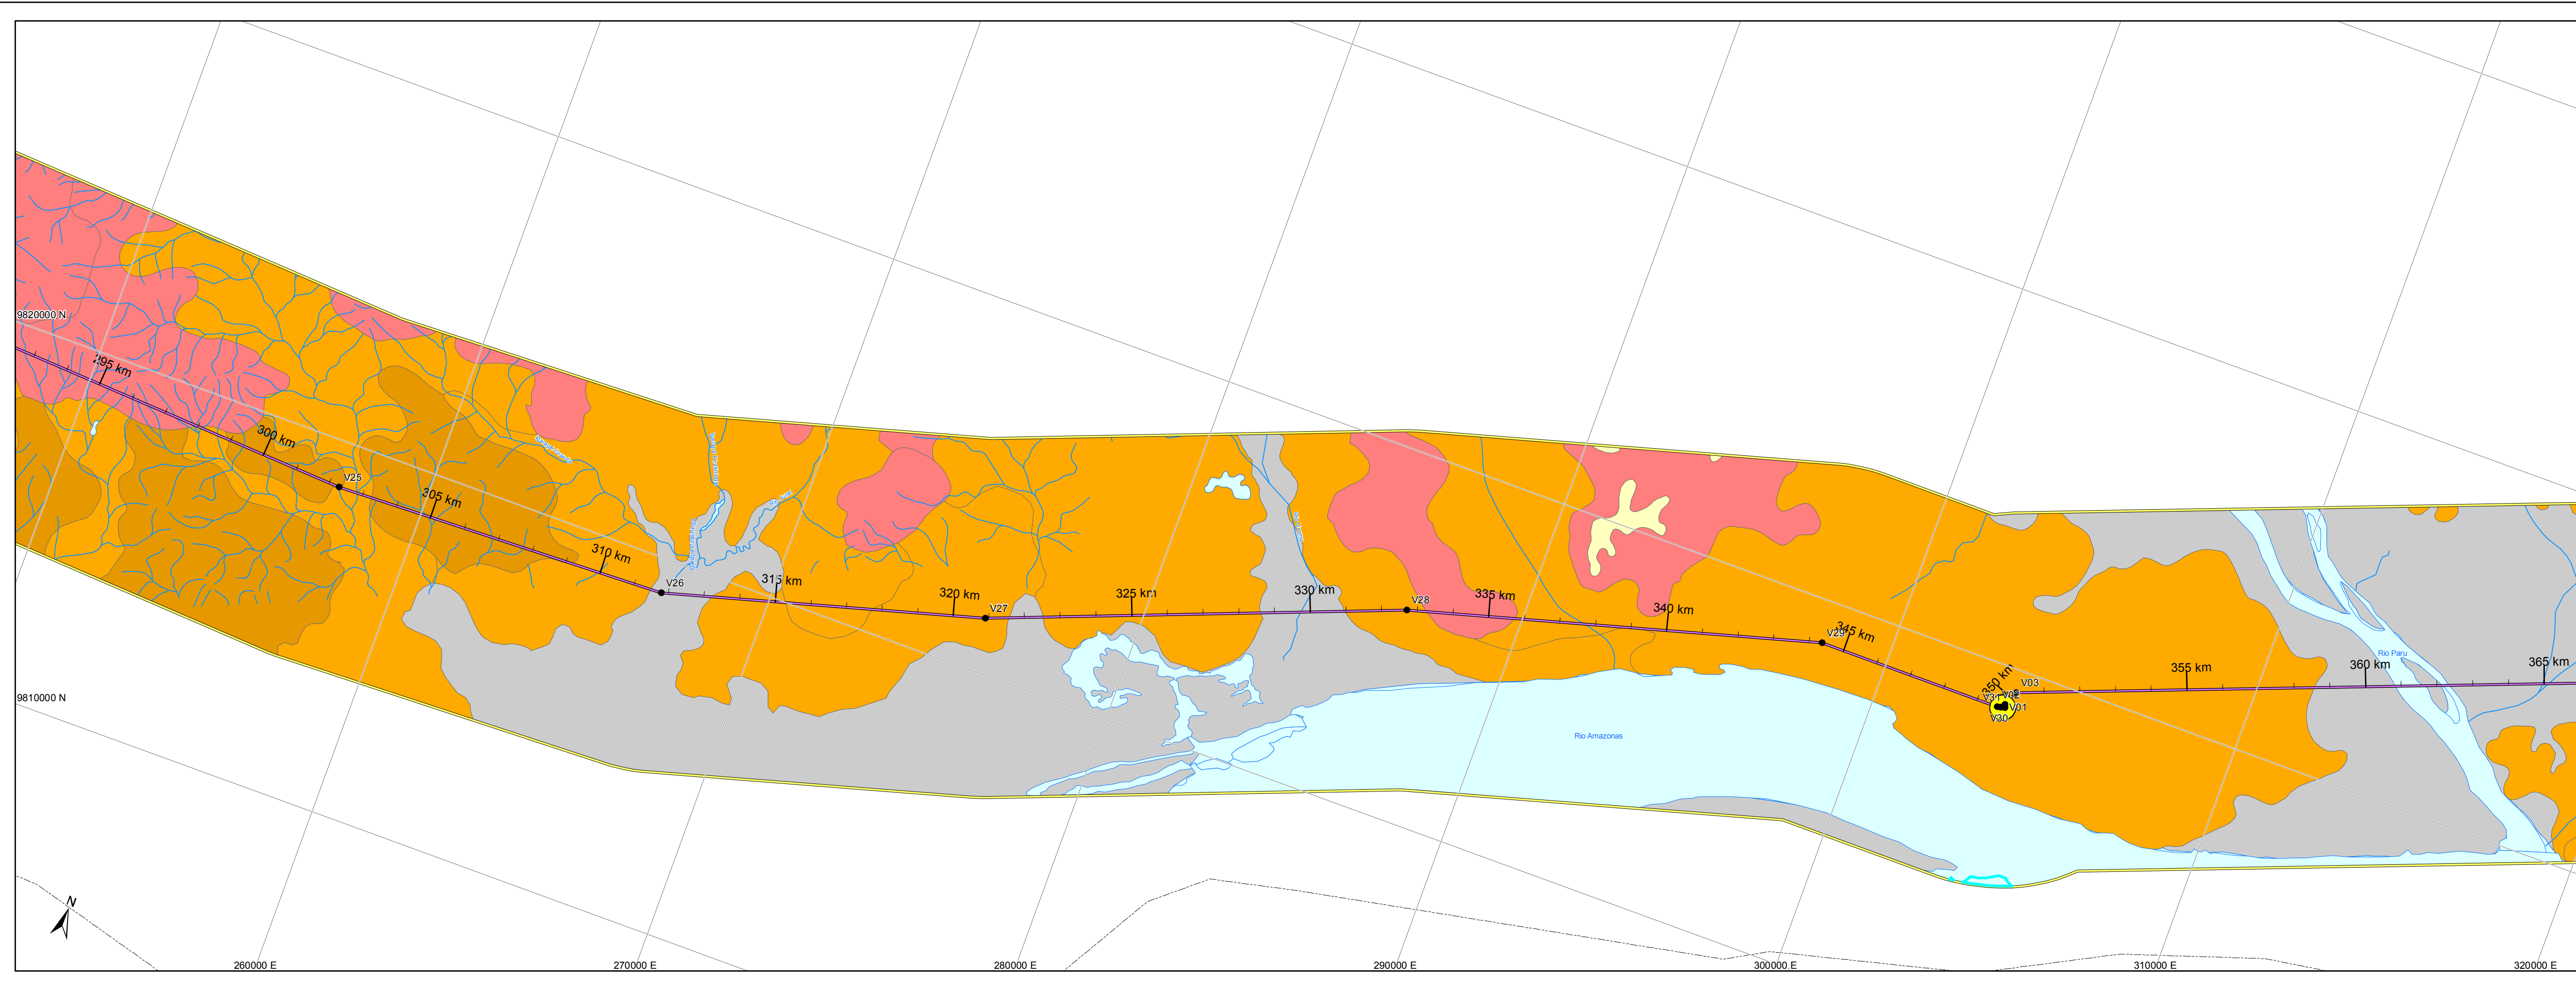 9820000 N
295 km
300 km
V25
305 km
310 km
V26
315 km
320 km
V27
325 km
330 km
V28
335 km
340 km
V29
345 km
350 km
V31
V02
V03
V01
V30
355 km
Rio Paru
360 km
365 km
9810000 N
Rio Amazonas
N
260000 E
270000 E
280000 E
290000 E
300000 E
310000 E
320000 E